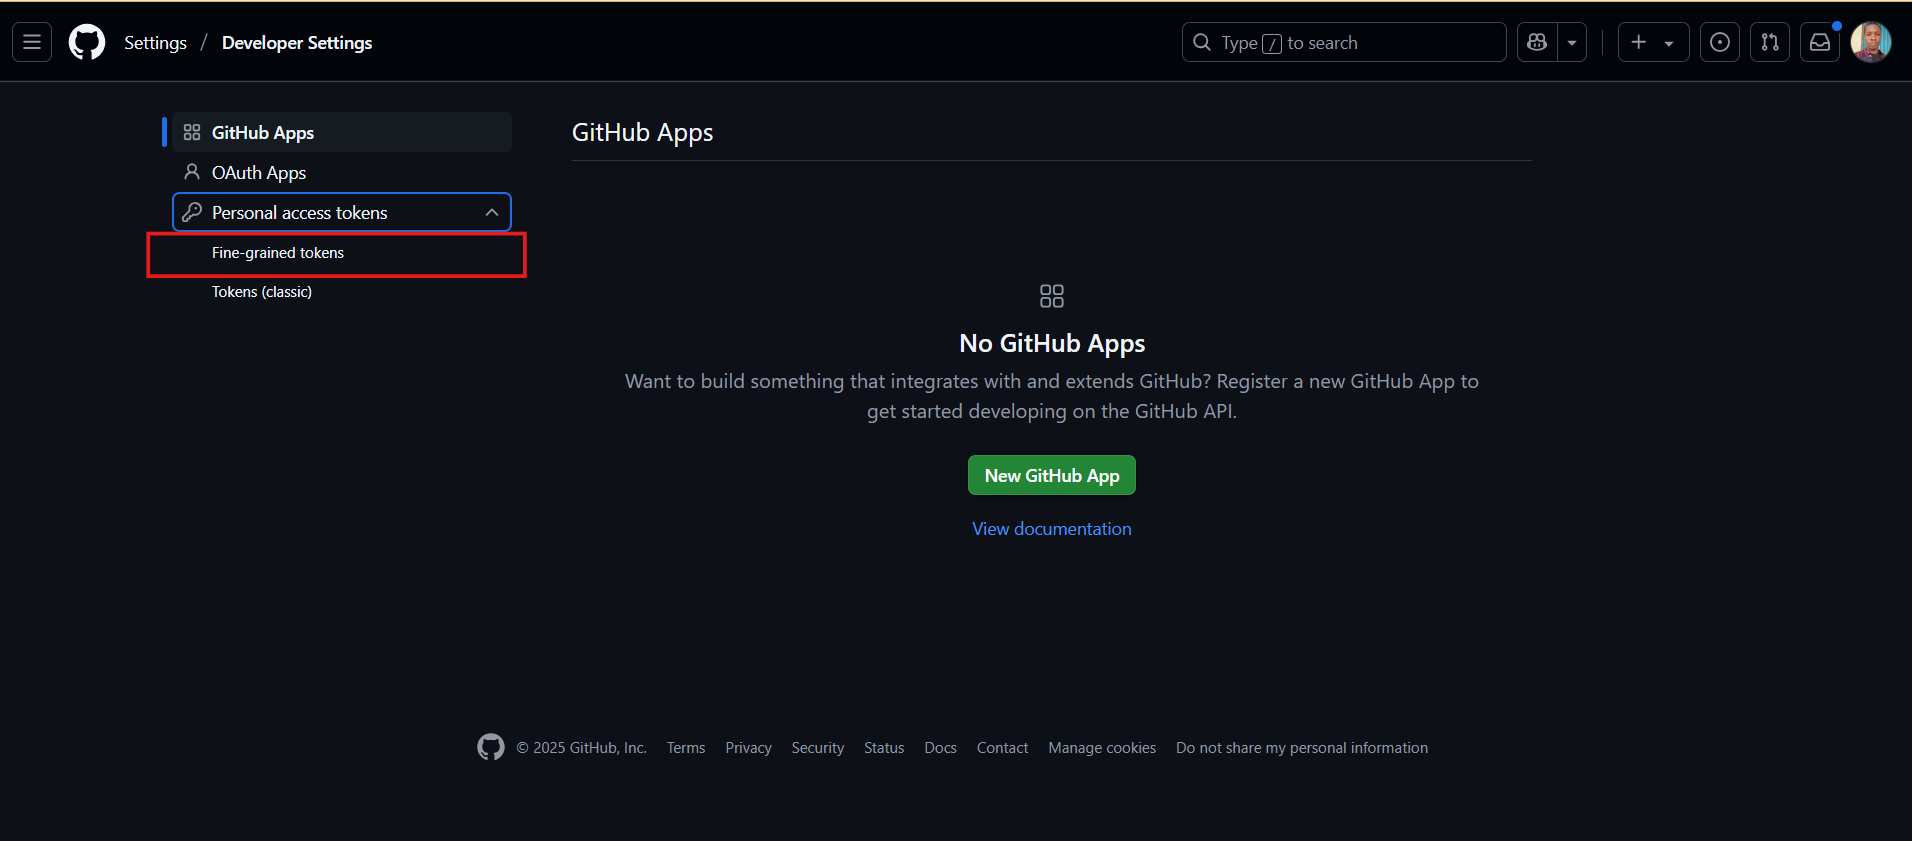 Settings / Developer Settings
Type / to search
GitHub Apps
OAuth Apps
Personal access tokens
Fine-grained tokens
Tokens (classic)
GitHub Apps
No GitHub Apps
Want to build something that integrates with and extends GitHub? Register a new GitHub App to
get started developing on the GitHub API.
New GitHub App
View documentation
© 2025 GitHub, Inc. Terms Privacy Security Status Docs Contact Manage cookies Do not share my personal information